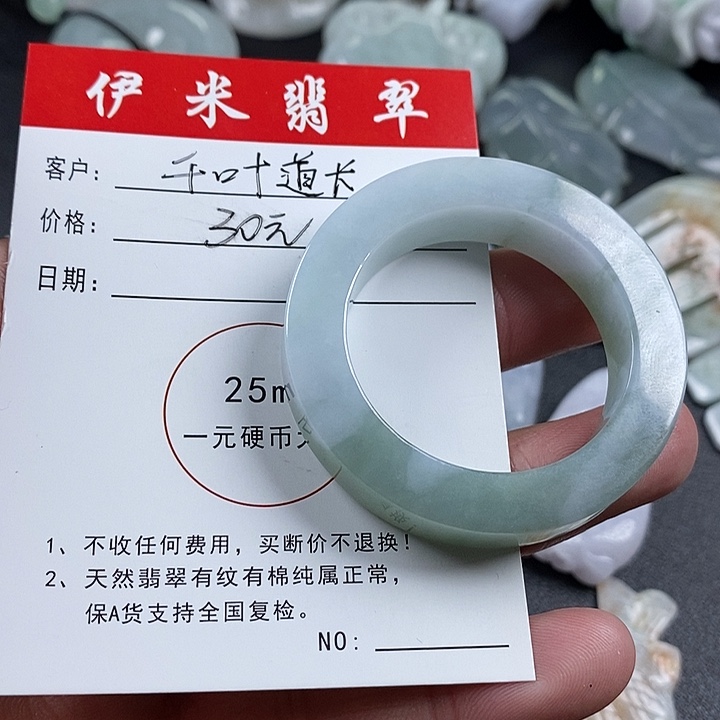 伊米翡翠
客户: 千叶道长
价格: 30元
日期:
25m
一元硬币大
1、不收任何费用，买断价不退换!
2、天然翡翠有纹有棉纯属正常，
保A货支持全国复检。
NO: